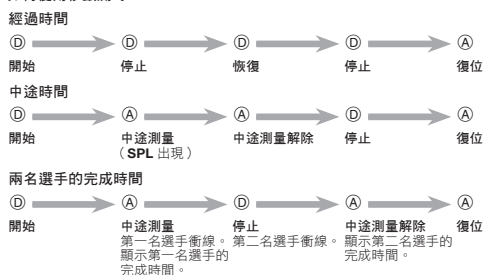 經過時間
Ⓓ Ⓓ Ⓓ Ⓓ Ⓐ
開始 停止 恢復 停止 復位
中途時間
Ⓓ Ⓐ Ⓐ Ⓓ Ⓐ
開始 中途測量 中途測量解除 停止 復位
（SPL 出現）
兩名選手的完成時間
Ⓓ Ⓐ Ⓓ Ⓐ Ⓐ
開始 中途測量 停止 中途測量解除 復位
第一名選手衝線。 第二名選手衝線。 顯示第二名選手的
顯示第一名選手的 完成時間。
完成時間。